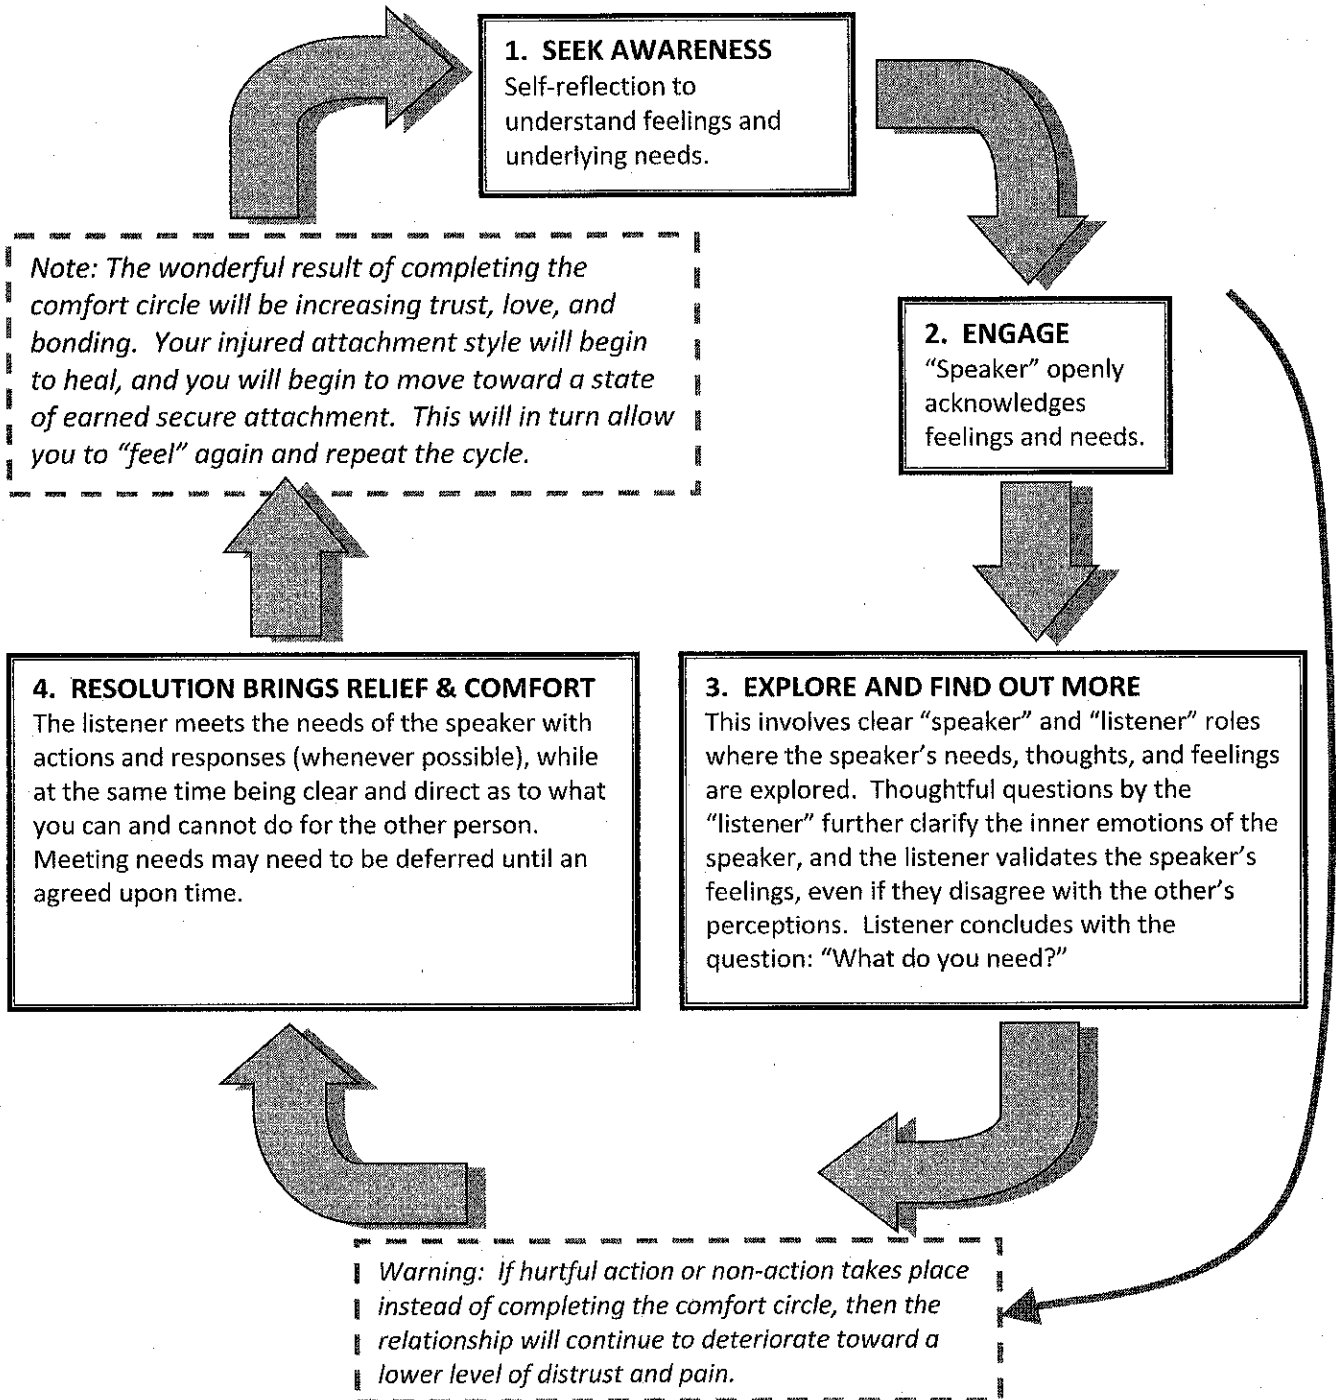 1. SEEK AWARENESS
Self-reflection to
understand feelings and
underlying needs.
Note: The wonderful result of completing the
comfort circle will be increasing trust, love, and
bonding. Your injured attachment style will begin
to heal, and you will begin to move toward a state
of earned secure attachment. This will in turn allow
you to “feel” again and repeat the cycle.
2. ENGAGE
“Speaker” openly
acknowledges
feelings and needs.
3. EXPLORE AND FIND OUT MORE
This involves clear “speaker” and “listener” roles
where the speaker’s needs, thoughts, and feelings
are explored. Thoughtful questions by the
“listener” further clarify the inner emotions of the
speaker, and the listener validates the speaker’s
feelings, even if they disagree with the other’s
perceptions. Listener concludes with the
question: “What do you need?”
4. RESOLUTION BRINGS RELIEF & COMFORT
The listener meets the needs of the speaker with
actions and responses (whenever possible), while
at the same time being clear and direct as to what
you can and cannot do for the other person.
Meeting needs may need to be deferred until an
agreed upon time.
Warning: If hurtful action or non-action takes place
instead of completing the comfort circle, then the
relationship will continue to deteriorate toward a
lower level of distrust and pain.